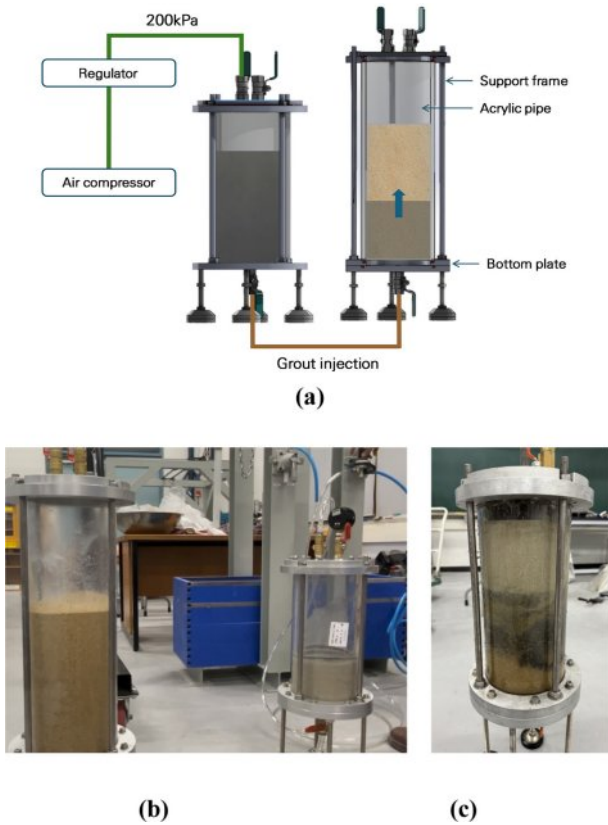 200kPa
Regulator
Support frame
Acrylic pipe
Air compressor
Bottom plate
Grout injection
(a)
(b)
(c)